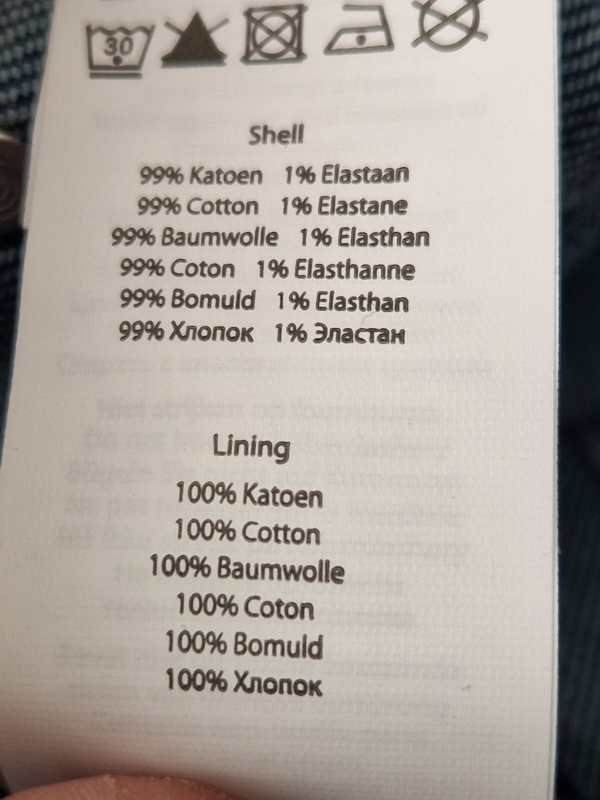 30
Shell
99% Katoen 1% Elastaan
99% Cotton 1% Elastane
99% Baumwolle 1% Elasthan
99% Coton 1% Elasthanne
99% Bomuld 1% Elasthan
99% Хлопок 1% Эластан
Lining
100% Katoen
100% Cotton
100% Baumwolle
100% Coton
100% Bomuld
100% Хлопок